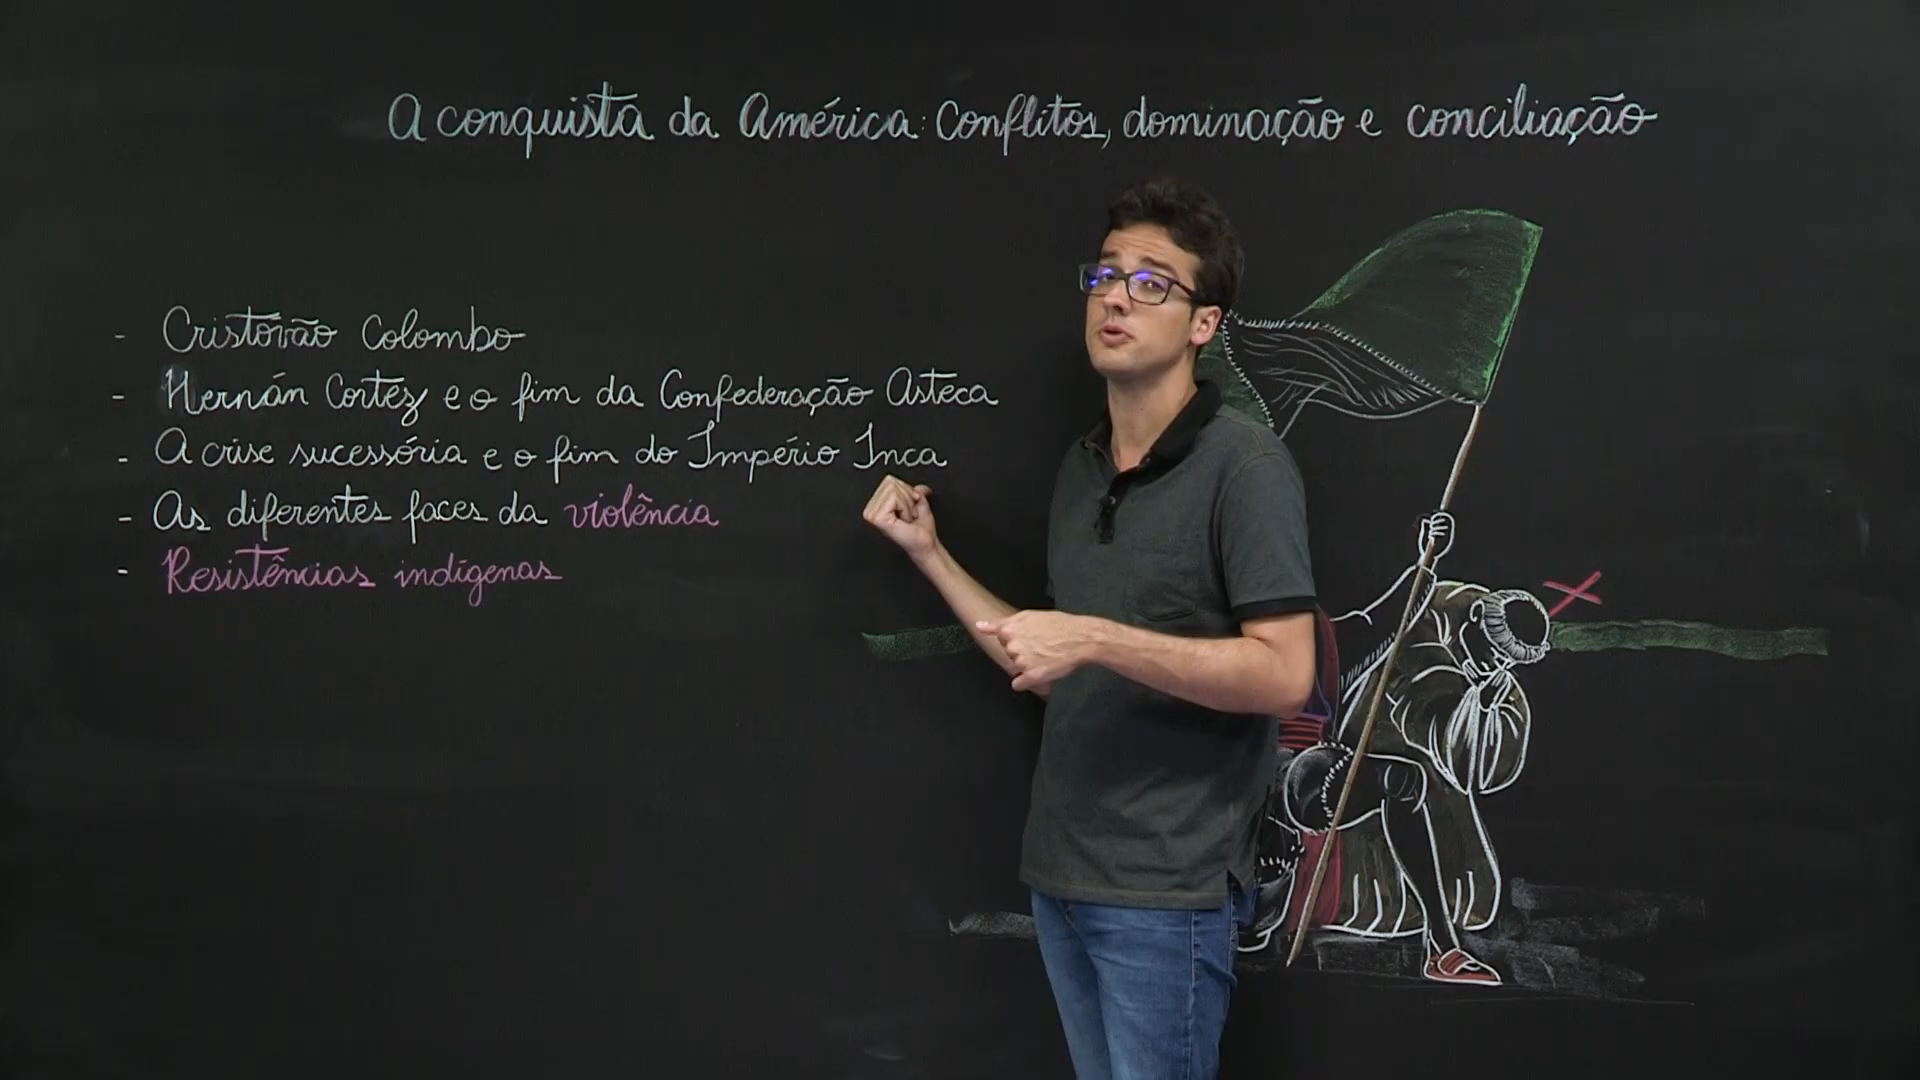 A conquista da América: Conflitos, dominação e conciliação
- Cristóvão Colombo
- Hernán Cortez e o fim da Confederação Asteca
- A crise sucessória e o fim do Império Inca
- As diferentes faces da violência
- Resistências indígenas